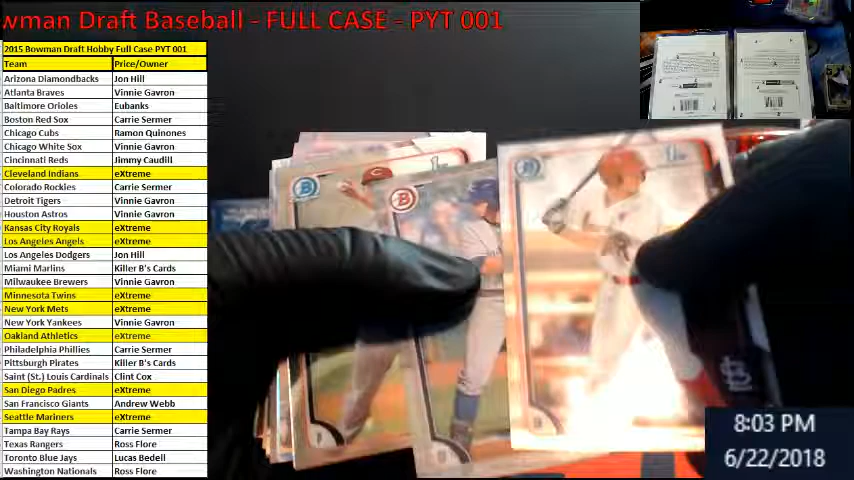 wman Draft Baseball - FULL CASE - PYT 001
2015 Bowman Draft Hobby Full Case PYT 001
Team Price/Owner
Arizona Diamondbacks Jon Hill
Atlanta Braves Vinnie Gavron
Baltimore Orioles Eubanks
Boston Red Sox Carrie Sermer
Chicago Cubs Ramon Quinones
Chicago White Sox Vinnie Gavron
Cincinnati Reds Jimmy Caudill
Cleveland Indians eXtreme
Colorado Rockies Carrie Sermer
Detroit Tigers Vinnie Gavron
Houston Astros Vinnie Gavron
Kansas City Royals eXtreme
Los Angeles Angels eXtreme
Los Angeles Dodgers Jon Hill
Miami Marlins Killer B's Cards
Milwaukee Brewers Vinnie Gavron
Minnesota Twins eXtreme
New York Mets eXtreme
New York Yankees Vinnie Gavron
Oakland Athletics eXtreme
Philadelphia Phillies Carrie Sermer
Pittsburgh Pirates Killer B's Cards
Saint (St.) Louis Cardinals Clint Cox
San Diego Padres eXtreme
San Francisco Giants Andrew Webb
Seattle Mariners eXtreme
Tampa Bay Rays Carrie Sermer
Texas Rangers Ross Flore
Toronto Blue Jays Lucas Bedell
Washington Nationals Ross Flore
8:03 PM
6/22/2018